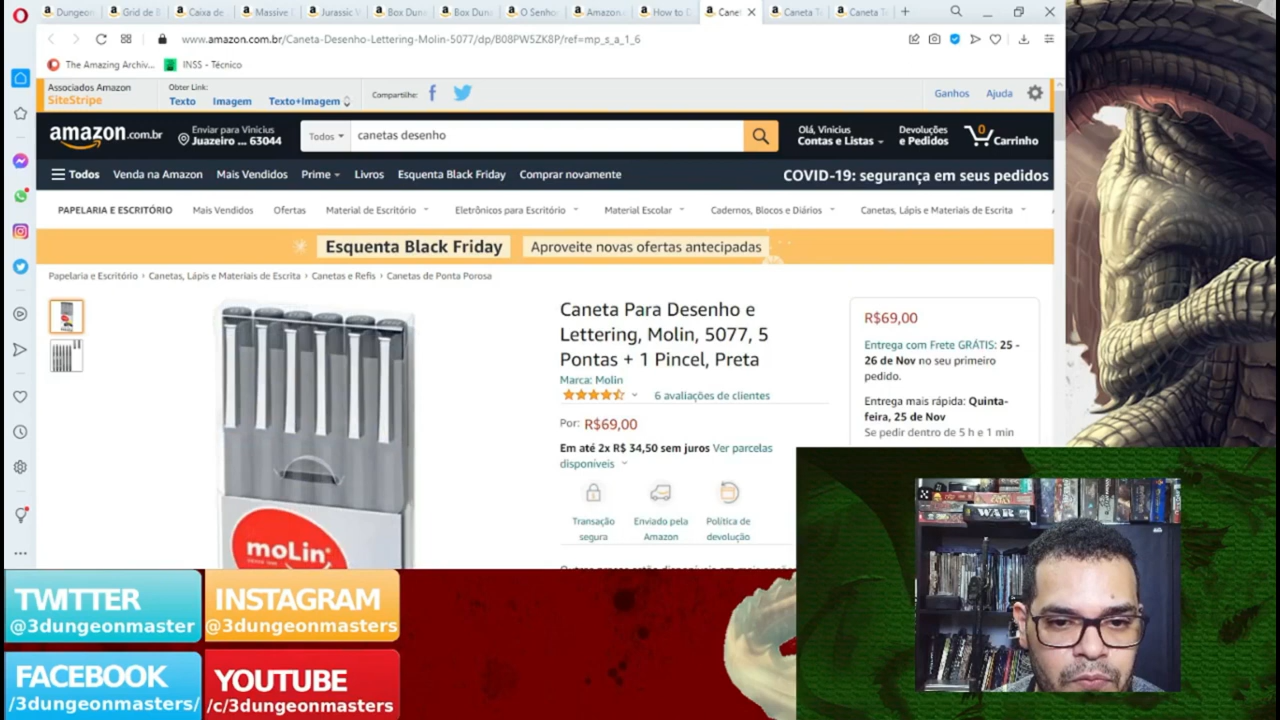 Dungeon
Grid de B
Caixa de
Massive
Jurassic W
Box Dun
Box Dun
O Senho
Amazon.c
How to D
Canet
Caneta Te
Caneta Te
www.amazon.com.br/Caneta-Desenho-Lettering-Molin-5077/dp/B08PW5ZK8P/ref=mp_s_a_1_6
The Amazing Archiv...
INSS - Técnico
Associados Amazon
SiteStripe
Obter Link:
Texto Imagem Texto+Imagem
Compartilhe:
Ganhos Ajuda
amazon.com.br
Enviar para Vinicius
Juazeiro ... 63044
Todos
canetas desenho
Olá, Vinicius
Contas e Listas
Devoluções
e Pedidos
0
Carrinho
Todos Venda na Amazon Mais Vendidos Prime Livros Esquenta Black Friday Comprar novamente
COVID-19: segurança em seus pedidos
PAPELARIA E ESCRITÓRIO Mais Vendidos Ofertas Material de Escritório Eletrônicos para Escritório Material Escolar Cadernos, Blocos e Diários Canetas, Lápis e Materiais de Escrita
Esquenta Black Friday Aproveite novas ofertas antecipadas
Papelaria e Escritório › Canetas, Lápis e Materiais de Escrita › Canetas e Refis › Canetas de Ponta Porosa
Caneta Para Desenho e
Lettering, Molin, 5077, 5
Pontas + 1 Pincel, Preta
Marca: Molin
6 avaliações de clientes
Por: R$69,00
Em até 2x R$ 34,50 sem juros Ver parcelas
disponíveis
Transação
segura
Enviado pela
Amazon
Política de
devolução
R$69,00
Entrega com Frete GRÁTIS: 25 -
26 de Nov no seu primeiro
pedido.
Entrega mais rápida: Quinta-
feira, 25 de Nov
Se pedir dentro de 5 h e 1 min
moLin
WAR
TWITTER
@3dungeonmaster
INSTAGRAM
@3dungeonmasters
FACEBOOK
/3dungeonmasters/
YOUTUBE
/c/3dungeonmasters